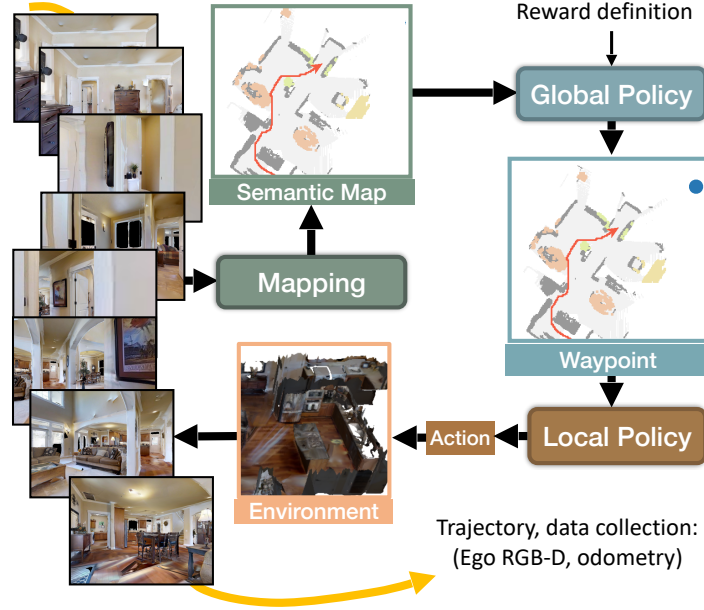 Reward definition
Global Policy
Semantic Map
Mapping
Waypoint
Local Policy
Action
Environment
Trajectory, data collection:
(Ego RGB-D, odometry)